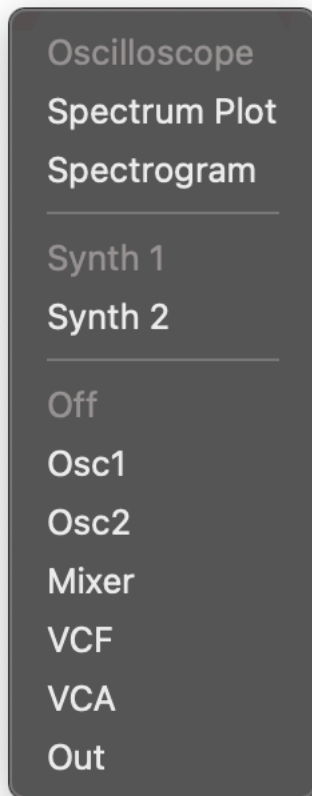 Oscilloscope
Spectrum Plot
Spectrogram
Synth 1
Synth 2
Off
Osc1
Osc2
Mixer
VCF
VCA
Out